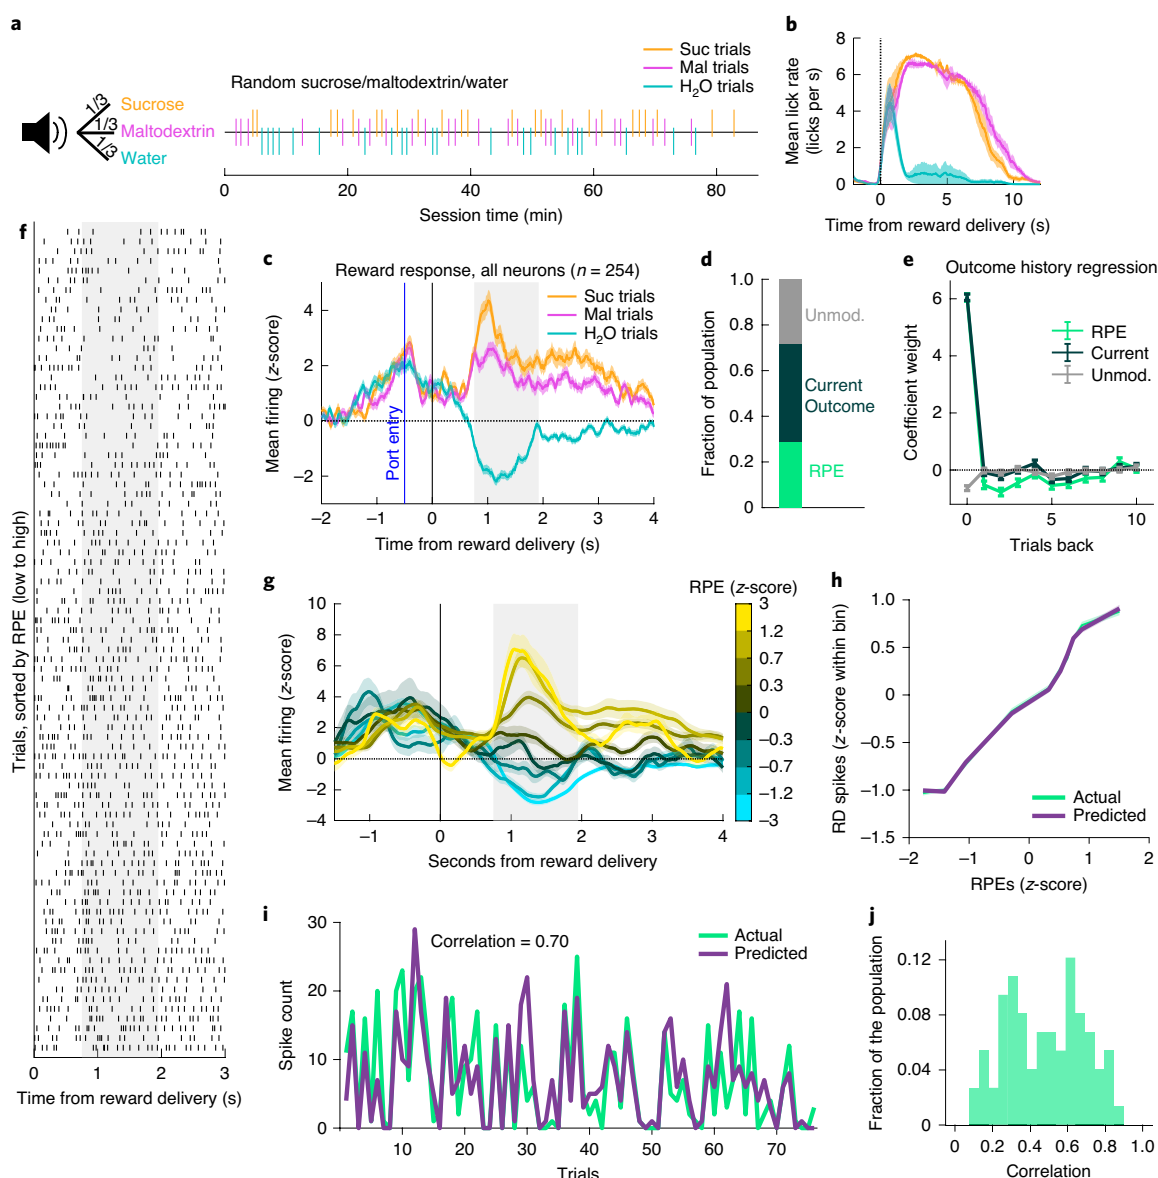 a
1/3
1/3
1/3
Sucrose
Maltodextrin
Water
Random sucrose/maltodextrin/water
Suc trials
Mal trials
H2O trials
0 20 40 60 80
Session time (min)
b
Mean lick rate
(licks per s)
8
6
4
2
0
0 5 10
Time from reward delivery (s)
f
Trials, sorted by RPE (low to high)
0 1 2 3
Time from reward delivery (s)
c
Reward response, all neurons (n = 254)
Suc trials
Mal trials
H2O trials
Mean firing (z-score)
4
2
0
−2
Port entry
−2 −1 0 1 2 3 4
Time from reward delivery (s)
d
Fraction of population
1.0
0.8
0.6
0.4
0.2
0
Unmod.
Current
Outcome
RPE
e
Outcome history regression
RPE
Current
Unmod.
Coefficient weight
6
4
2
0
0 5 10
Trials back
g
Mean firing (z-score)
10
8
6
4
2
0
−2
−4
−1 0 1 2 3 4
Seconds from reward delivery
RPE (z-score)
3
1.2
0.7
0.3
0
−0.3
−0.7
−1.2
−3
h
RD spikes (z-score within bin)
1.0
0.5
0
−0.5
−1.0
−1.5
Actual
Predicted
−2 −1 0 1 2
RPEs (z-score)
i
Correlation = 0.70
Actual
Predicted
Spike count
30
20
10
0
10 20 30 40 50 60 70
Trials
j
Fraction of the population
0.12
0.08
0.04
0
0 0.2 0.4 0.6 0.8 1.0
Correlation